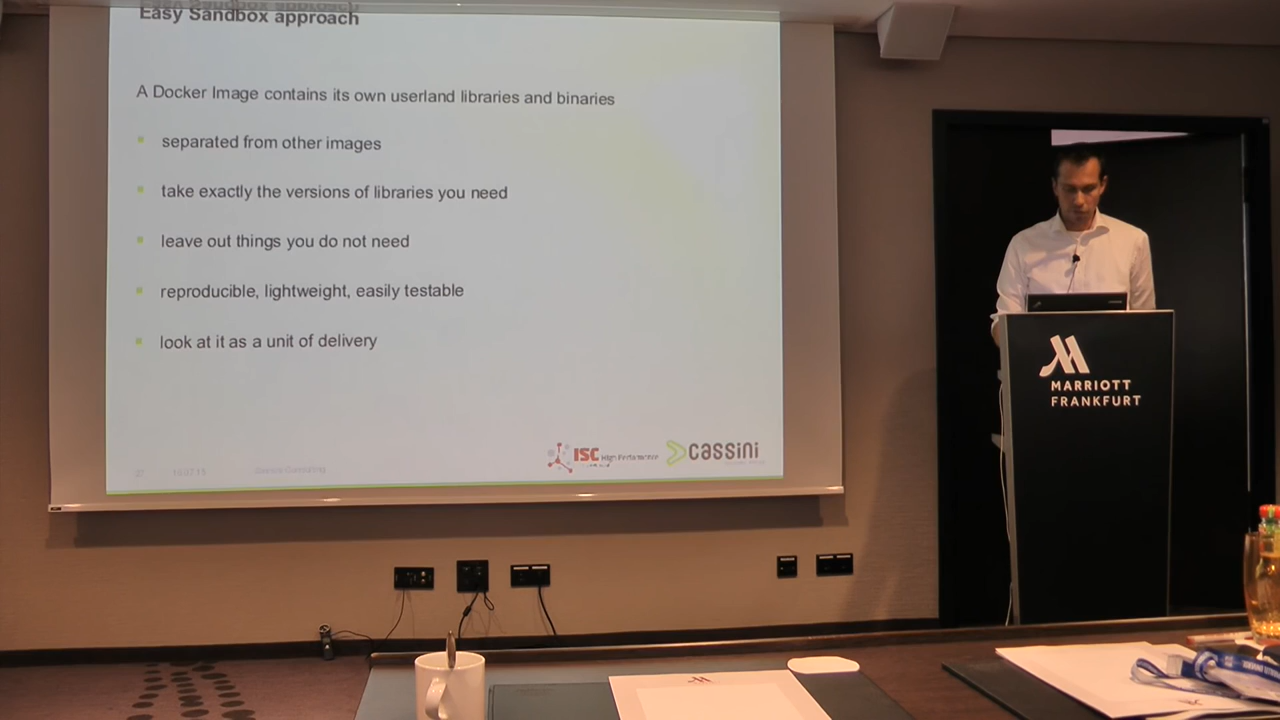 Easy Sandbox approach
A Docker Image contains its own userland libraries and binaries
separated from other images
take exactly the versions of libraries you need
leave out things you do not need
reproducible, lightweight, easily testable
look at it as a unit of delivery
ISC High Performance
cassini
MARRIOTT
FRANKFURT